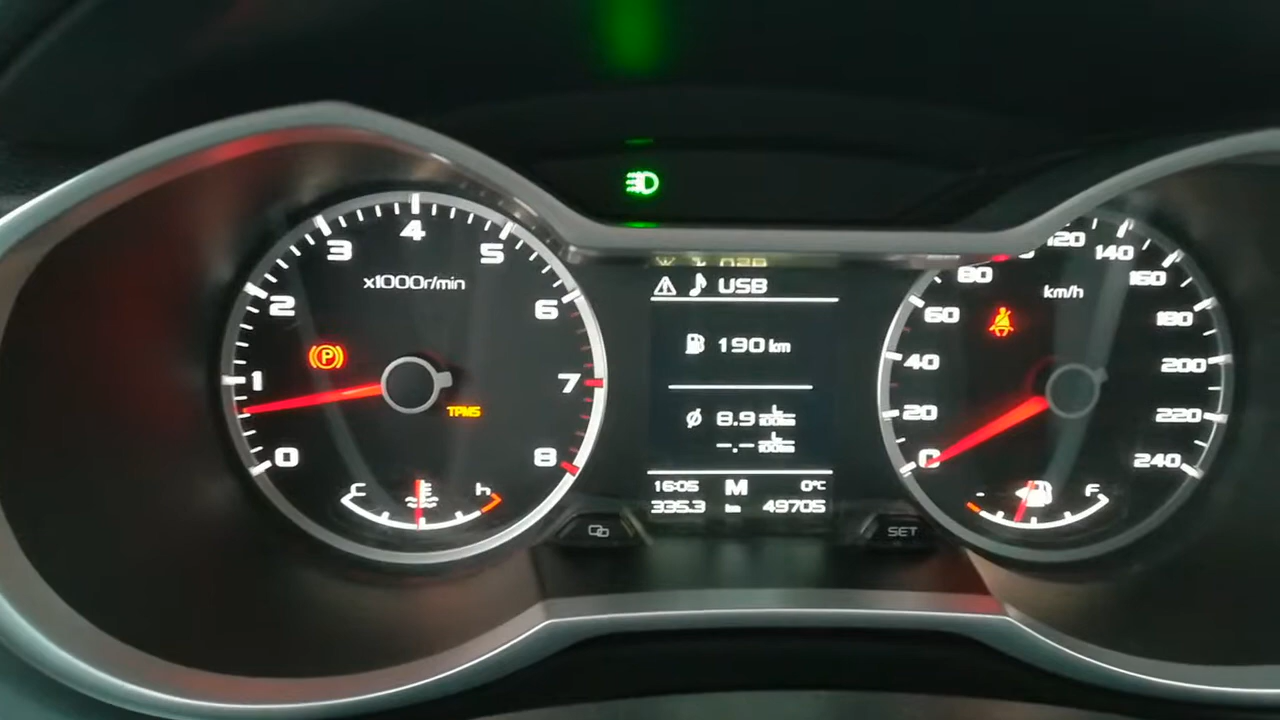 USB
190 km
Ø 8.9 L/100km
-.- L/100km
16:05 M 0°C
335.3 km 49705
x1000r/min
0 1 2 3 4 5 6 7 8
P
TPMS
C H
km/h
0 20 40 60 80 120 140 160 180 200 220 240
F
SET